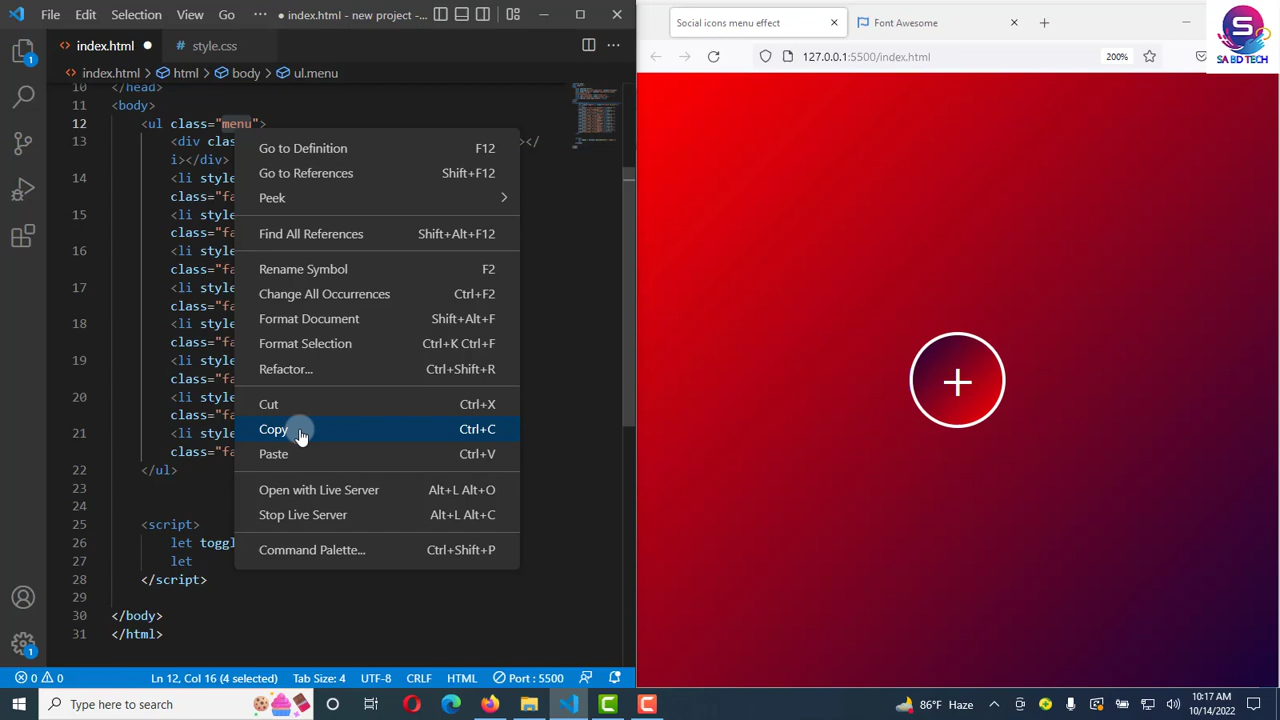 File Edit Selection View Go ··· ● index.html - new project -...
index.html ● style.css
index.html > html > body > ul.menu
10 </head>
11 <body>
12 <ul class="menu">
13 <div clas ></
i></div>
14 <li style
class="fa
15 <li style
class="fa
16 <li style
class="fa
17 <li style
class="fa
18 <li style
class="fa
19 <li style
class="fa
20 <li style
class="fa
21 <li style
class="fa
22 </ul>
23
24
25 <script>
26 let toggl
27 let
28 </script>
29
30 </body>
31 </html>
Go to Definition F12
Go to References Shift+F12
Peek
Find All References Shift+Alt+F12
Rename Symbol F2
Change All Occurrences Ctrl+F2
Format Document Shift+Alt+F
Format Selection Ctrl+K Ctrl+F
Refactor... Ctrl+Shift+R
Cut Ctrl+X
Copy Ctrl+C
Paste Ctrl+V
Open with Live Server Alt+L Alt+O
Stop Live Server Alt+L Alt+C
Command Palette... Ctrl+Shift+P
1
1
0 0 Ln 12, Col 16 (4 selected) Tab Size: 4 UTF-8 CRLF HTML Port : 5500
Social icons menu effect Font Awesome
127.0.0.1:5500/index.html 200%
S
SA BD TECH
Type here to search
86°F Haze
10:17 AM
10/14/2022